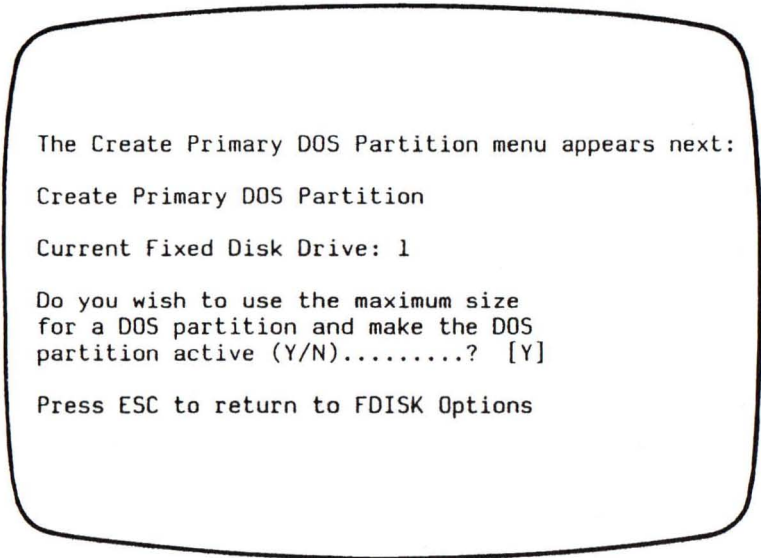 The Create Primary DOS Partition menu appears next:
Create Primary DOS Partition
Current Fixed Disk Drive: 1
Do you wish to use the maximum size
for a DOS partition and make the DOS
partition active (Y/N).........?  [Y]
Press ESC to return to FDISK Options